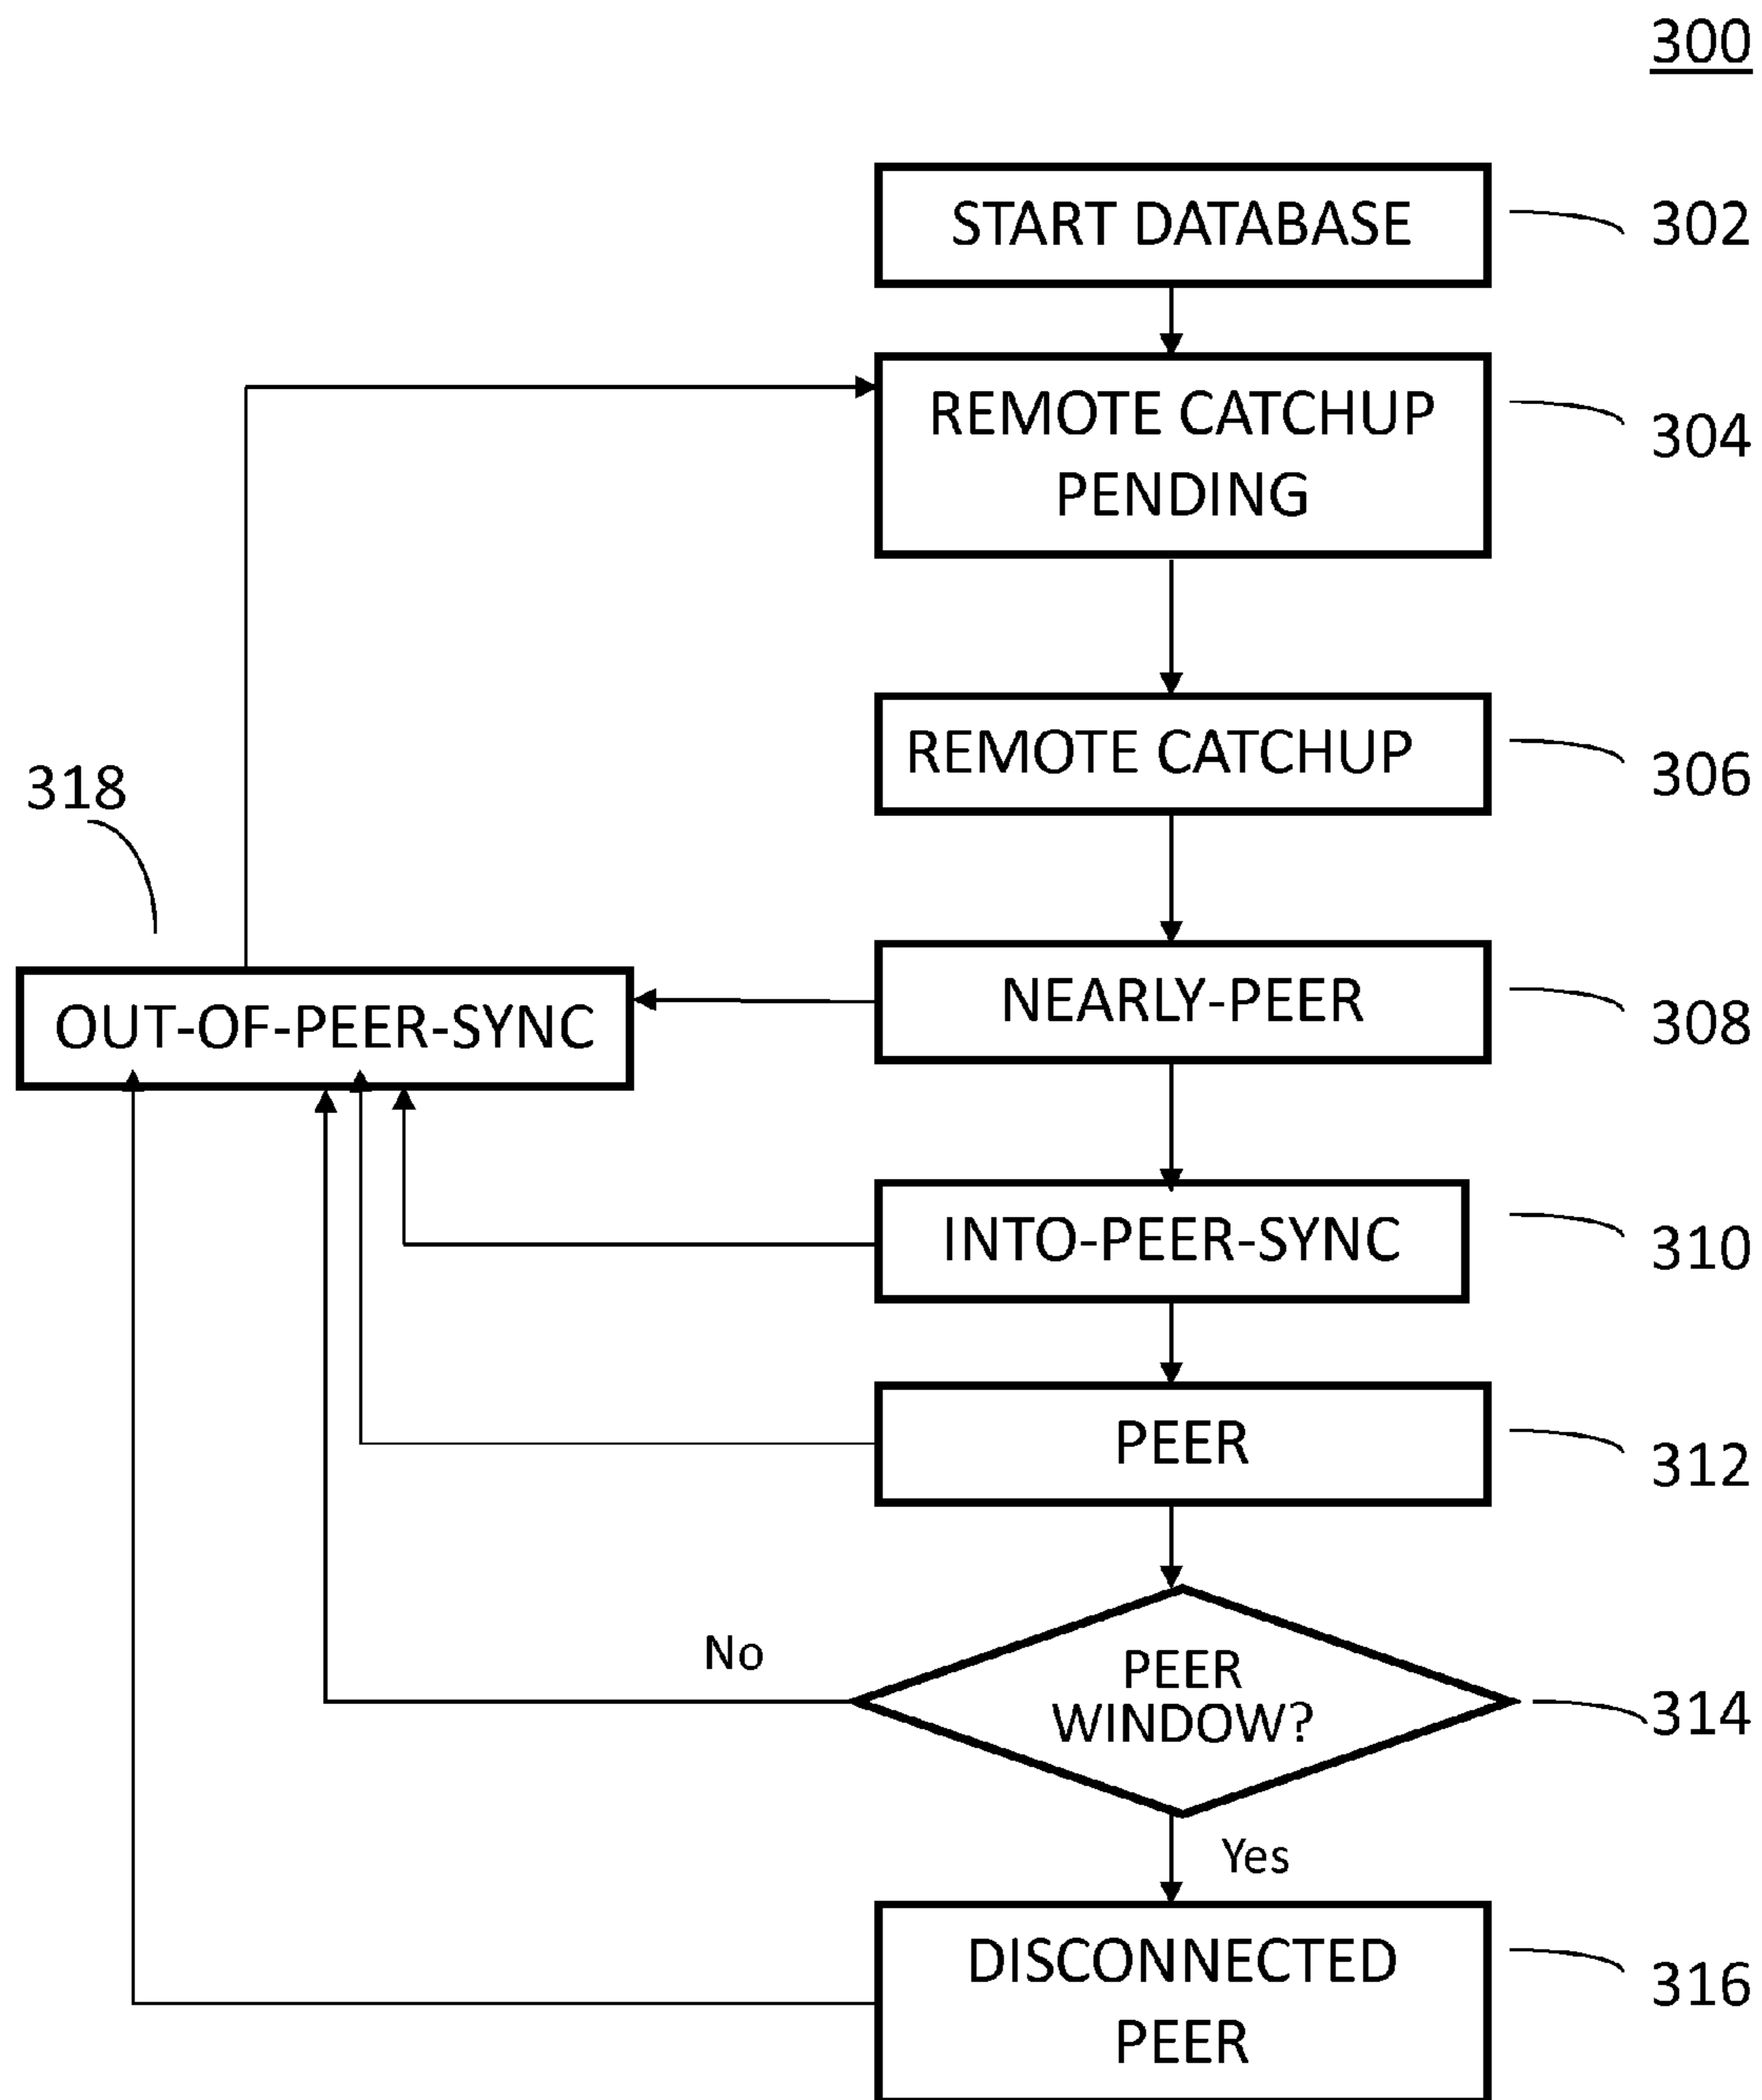 300
START DATABASE
302
REMOTE CATCHUP
PENDING
304
REMOTE CATCHUP
306
318
OUT-OF-PEER-SYNC
NEARLY-PEER
308
INTO-PEER-SYNC
310
PEER
312
No
PEER
WINDOW?
314
Yes
DISCONNECTED
PEER
316